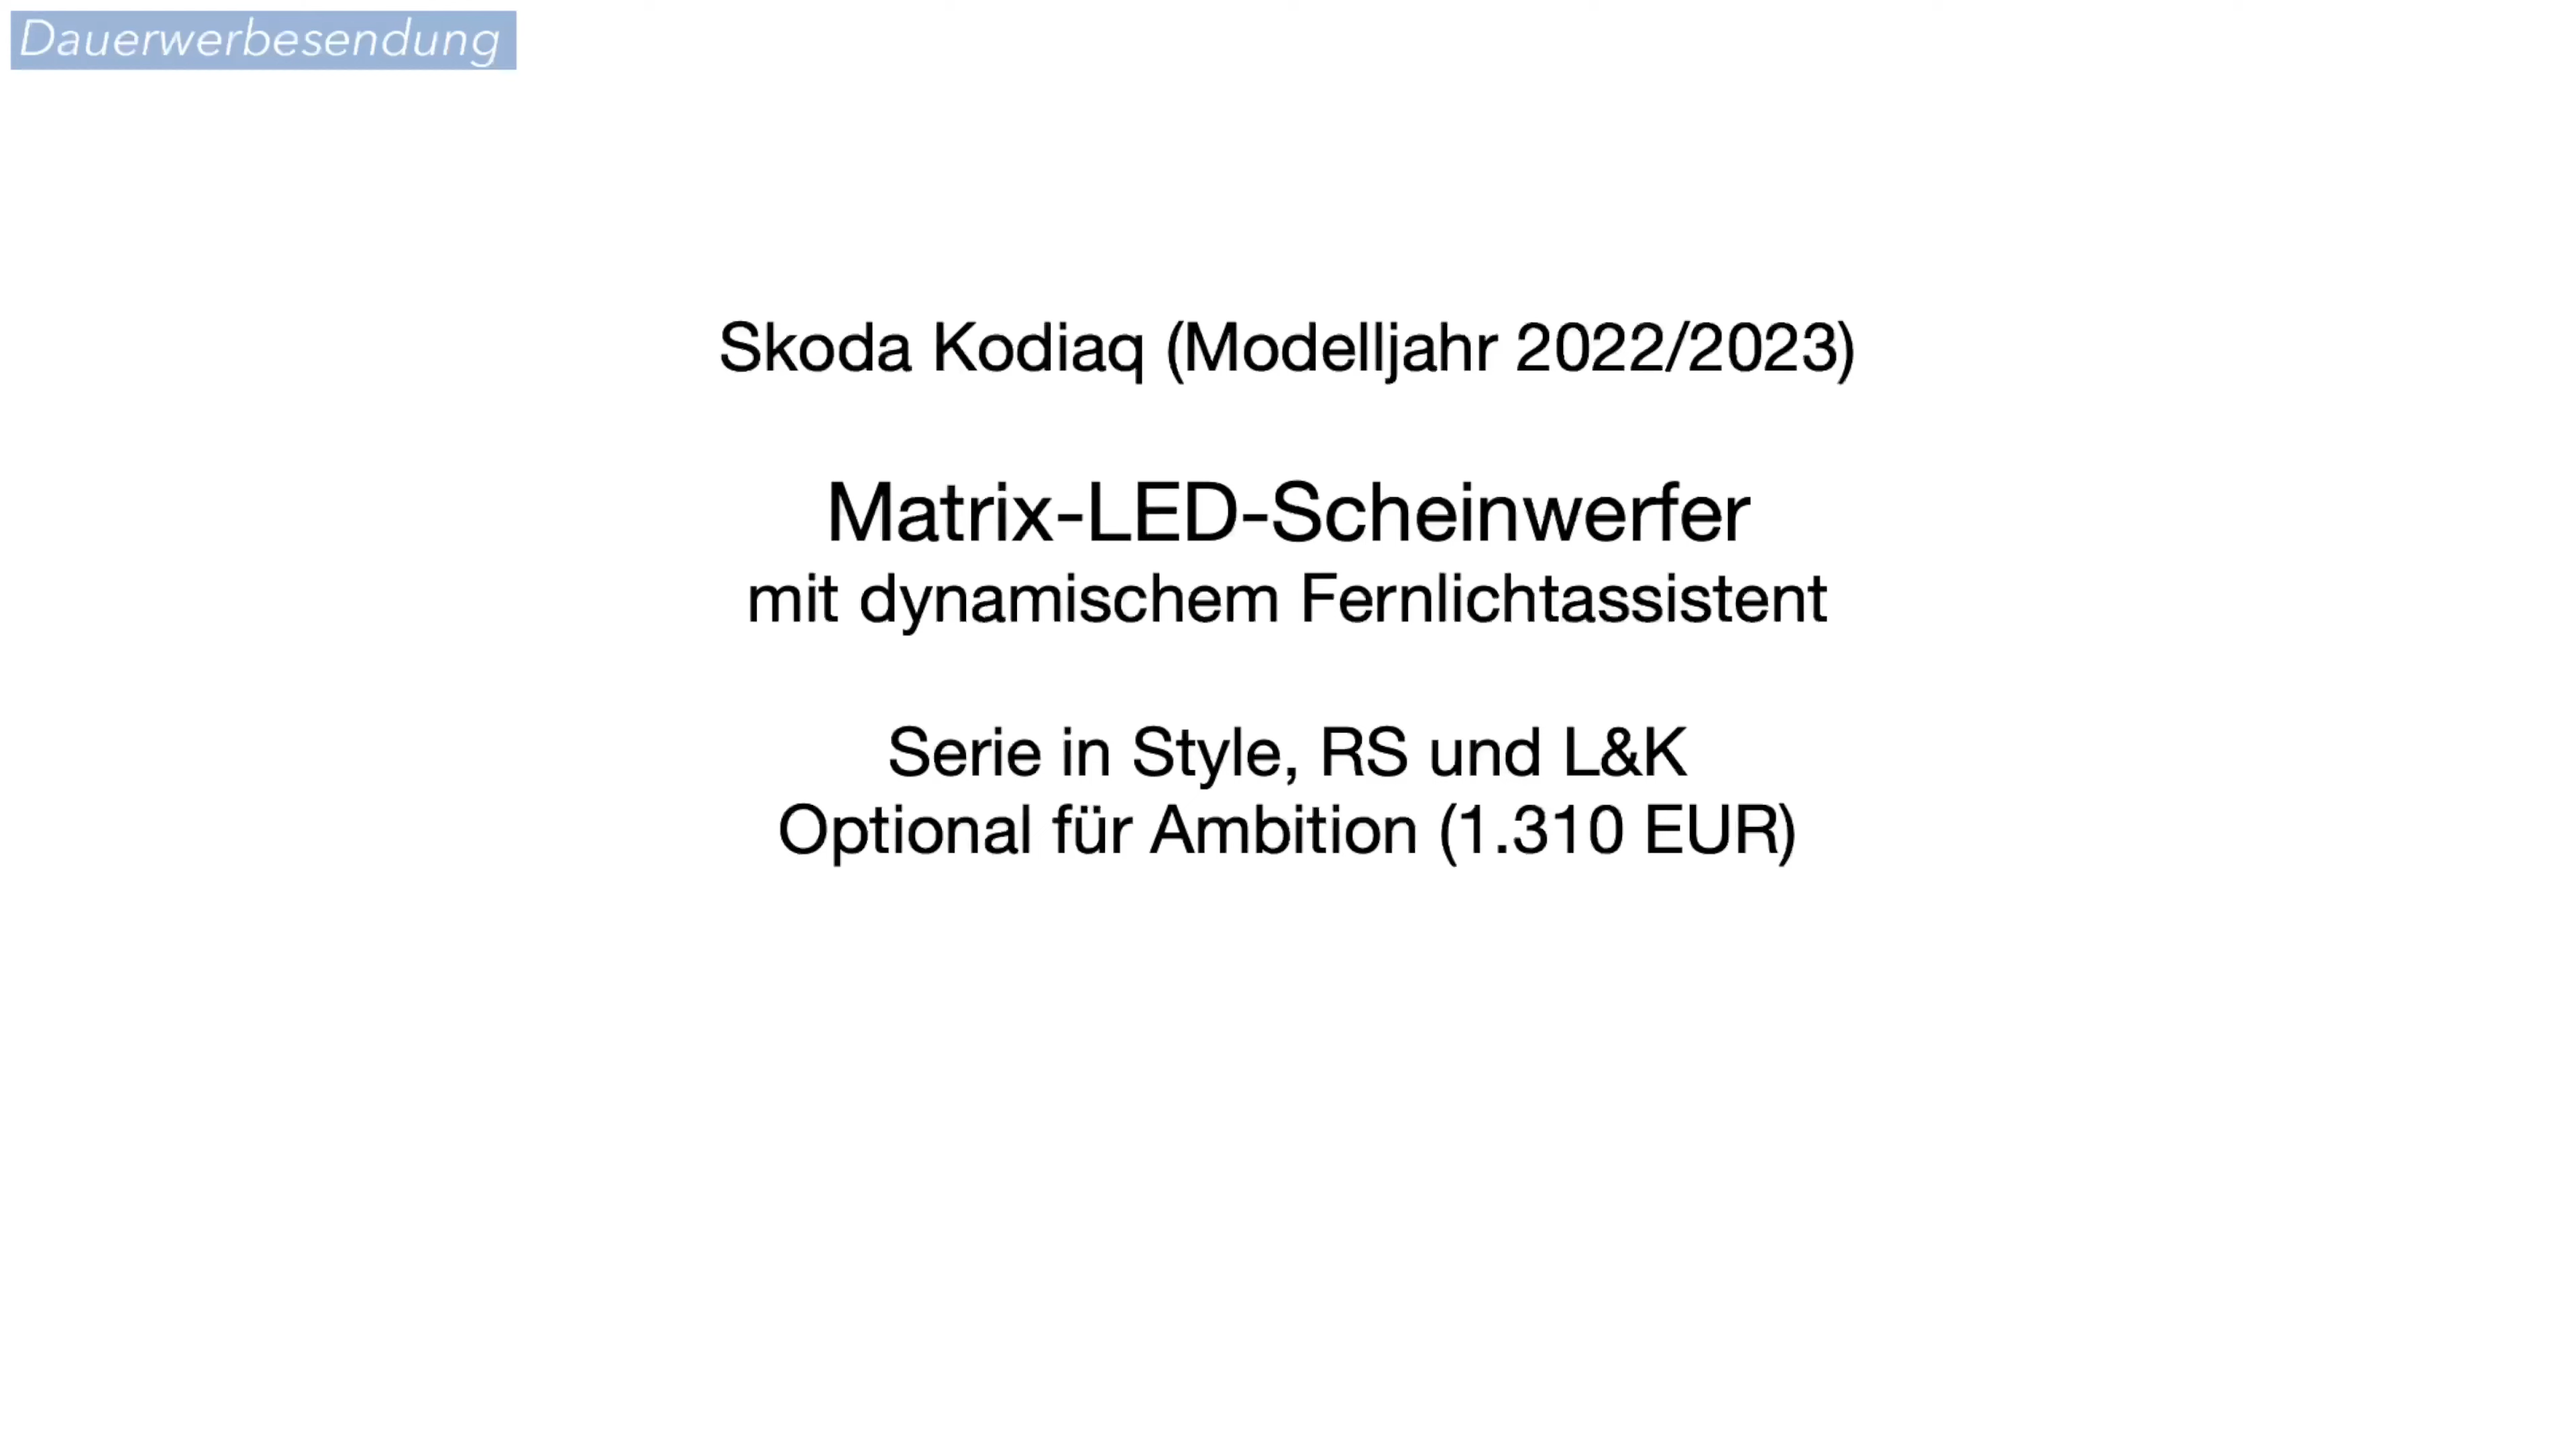 Dauerwerbesendung
Skoda Kodiaq (Modelljahr 2022/2023)
Matrix-LED-Scheinwerfer
mit dynamischem Fernlichtassistent
Serie in Style, RS und L&K
Optional für Ambition (1.310 EUR)